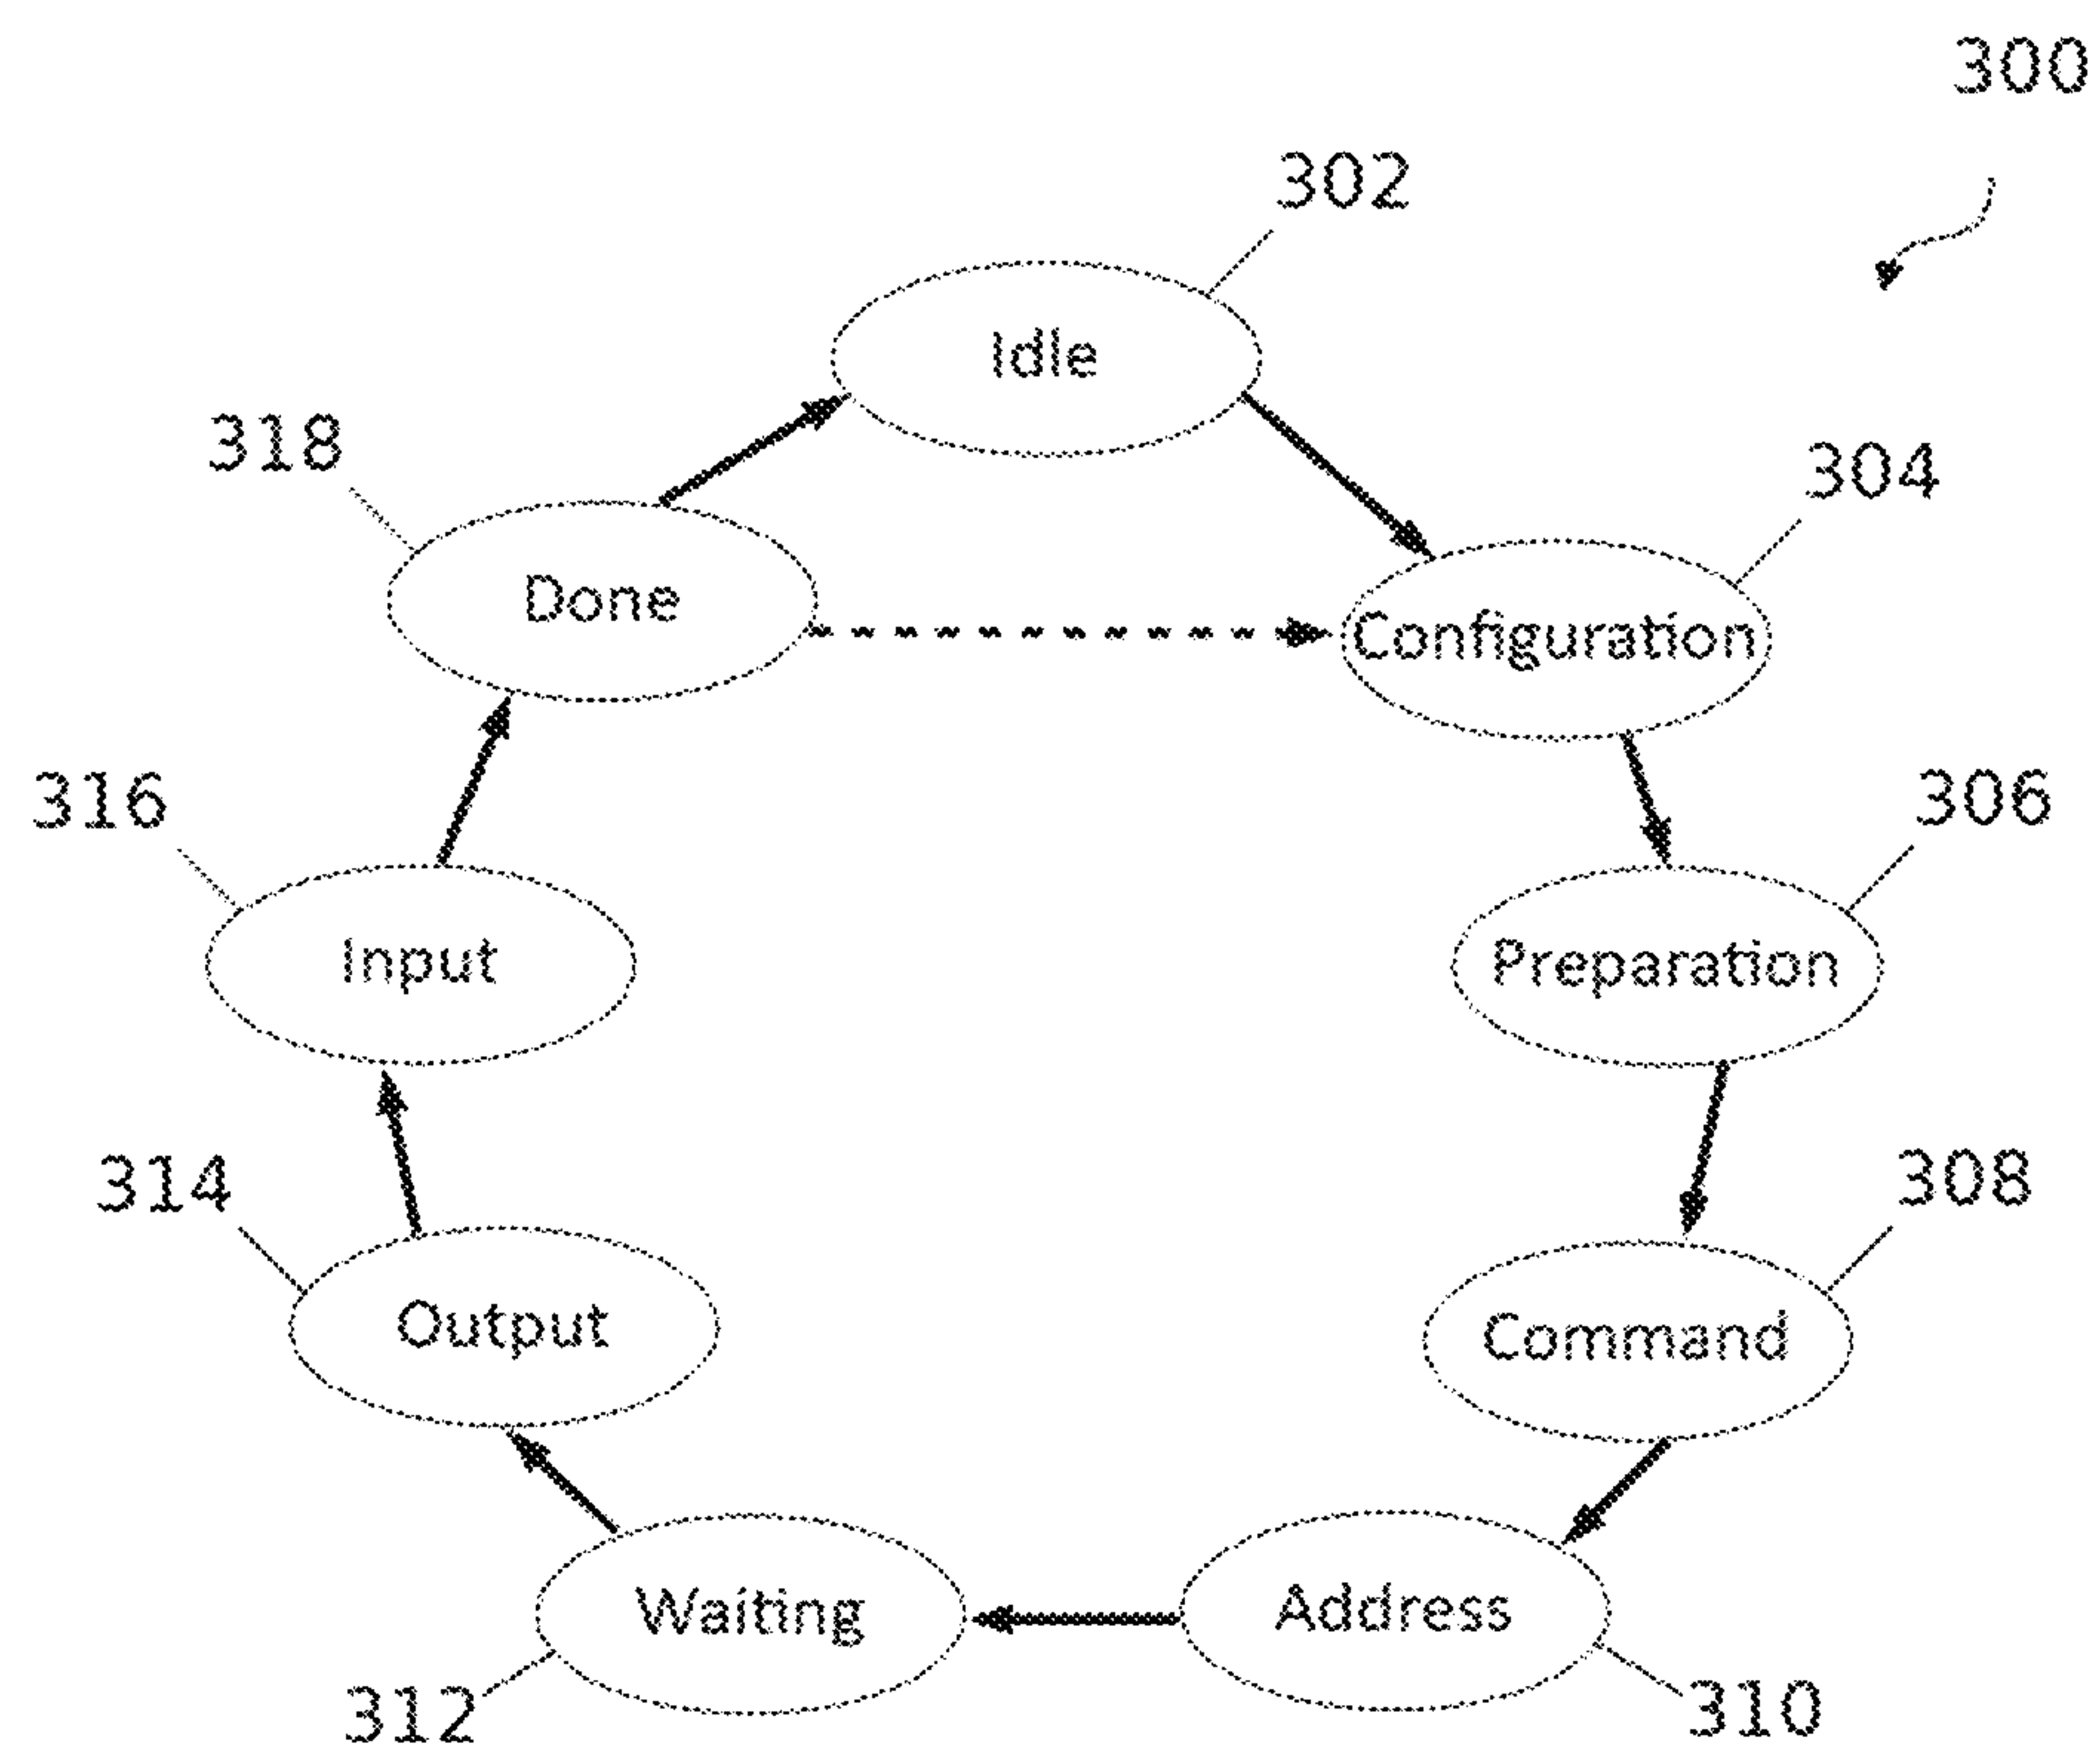 300
302
Idle
318
304
Done
Configuration
316
306
Input
Preparation
314
308
Output
Command
Waiting
Address
312
310